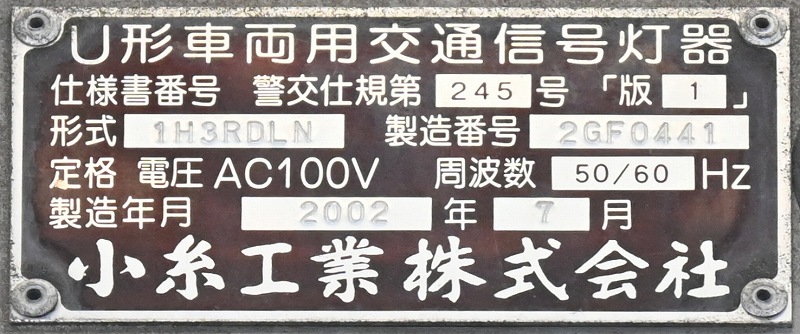 U形車両用交通信号灯器
仕様書番号 警交仕規第 245 号 「版 1 」
形式 1H3RDLN 製造番号 2GF0441
定格 電圧 AC100V 周波数 50/60 Hz
製造年月 2002 年 7 月
小糸工業株式会社